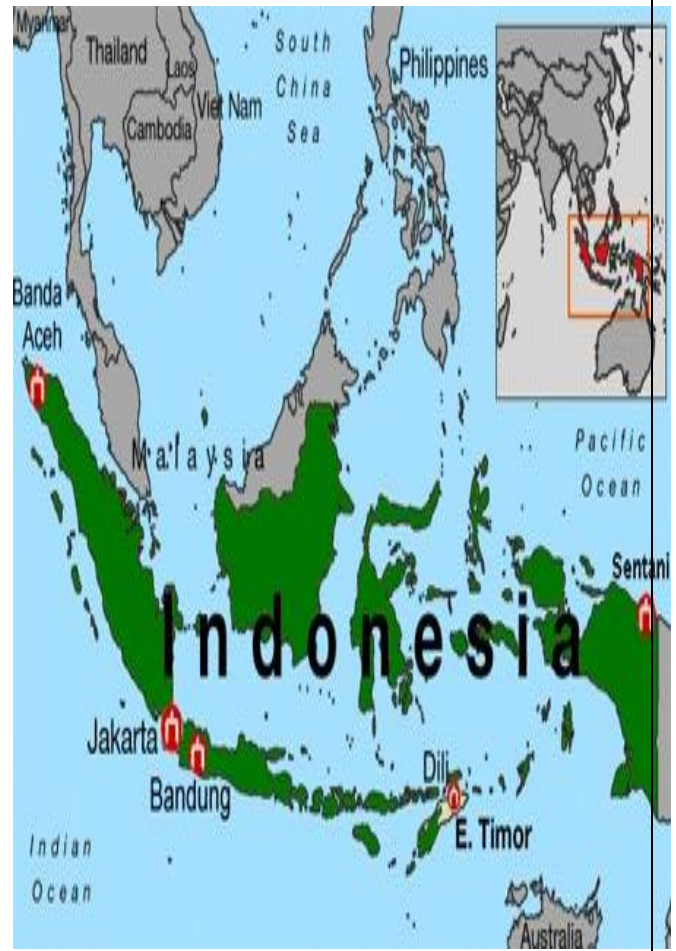 Myanmar
Thailand
Laos
Viet Nam
Cambodia
South
China
Sea
Philippines
Banda
Aceh
Malaysia
Pacific
Ocean
Sentani
Indonesia
Jakarta
Bandung
Dili
E. Timor
Indian
Ocean
Australia